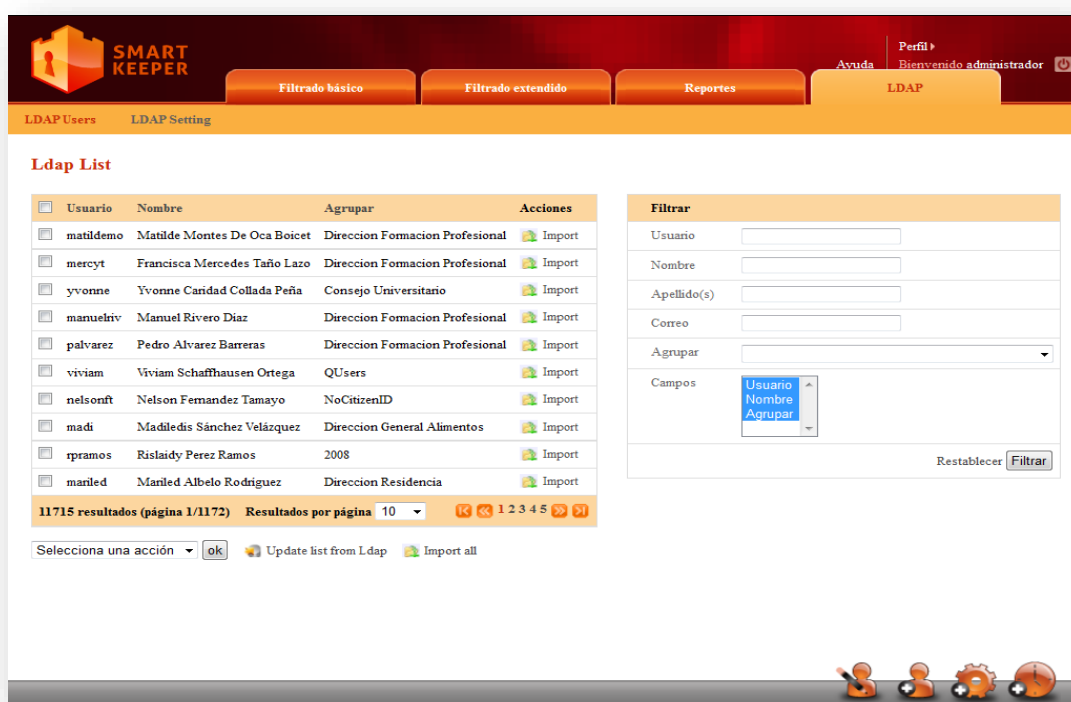 SMART
KEEPER
Perfil
Ayuda Bienvenido administrador
Filtrado básico Filtrado extendido Reportes LDAP
LDAP Users LDAP Setting
Ldap List
Usuario Nombre Agrupar Acciones
matildemo Matilde Montes De Oca Boicet Direccion Formacion Profesional Import
mercyt Francisca Mercedes Taño Lazo Direccion Formacion Profesional Import
yvonne Yvonne Caridad Collada Peña Consejo Universitario Import
manuelriv Manuel Rivero Diaz Direccion Formacion Profesional Import
palvarez Pedro Alvarez Barreras Direccion Formacion Profesional Import
viviam Viviam Schaffhausen Ortega QUsers Import
nelsonft Nelson Fernandez Tamayo NoCitizenID Import
madi Madiledis Sánchez Velázquez Direccion General Alimentos Import
rpramos Rislaidy Perez Ramos 2008 Import
mariled Mariled Albelo Rodriguez Direccion Residencia Import
11715 resultados (página 1/1172) Resultados por página 10 1 2 3 4 5
Selecciona una acción ok Update list from Ldap Import all
Filtrar
Usuario
Nombre
Apellido(s)
Correo
Agrupar
Campos Usuario
Nombre
Agrupar
Restablecer Filtrar